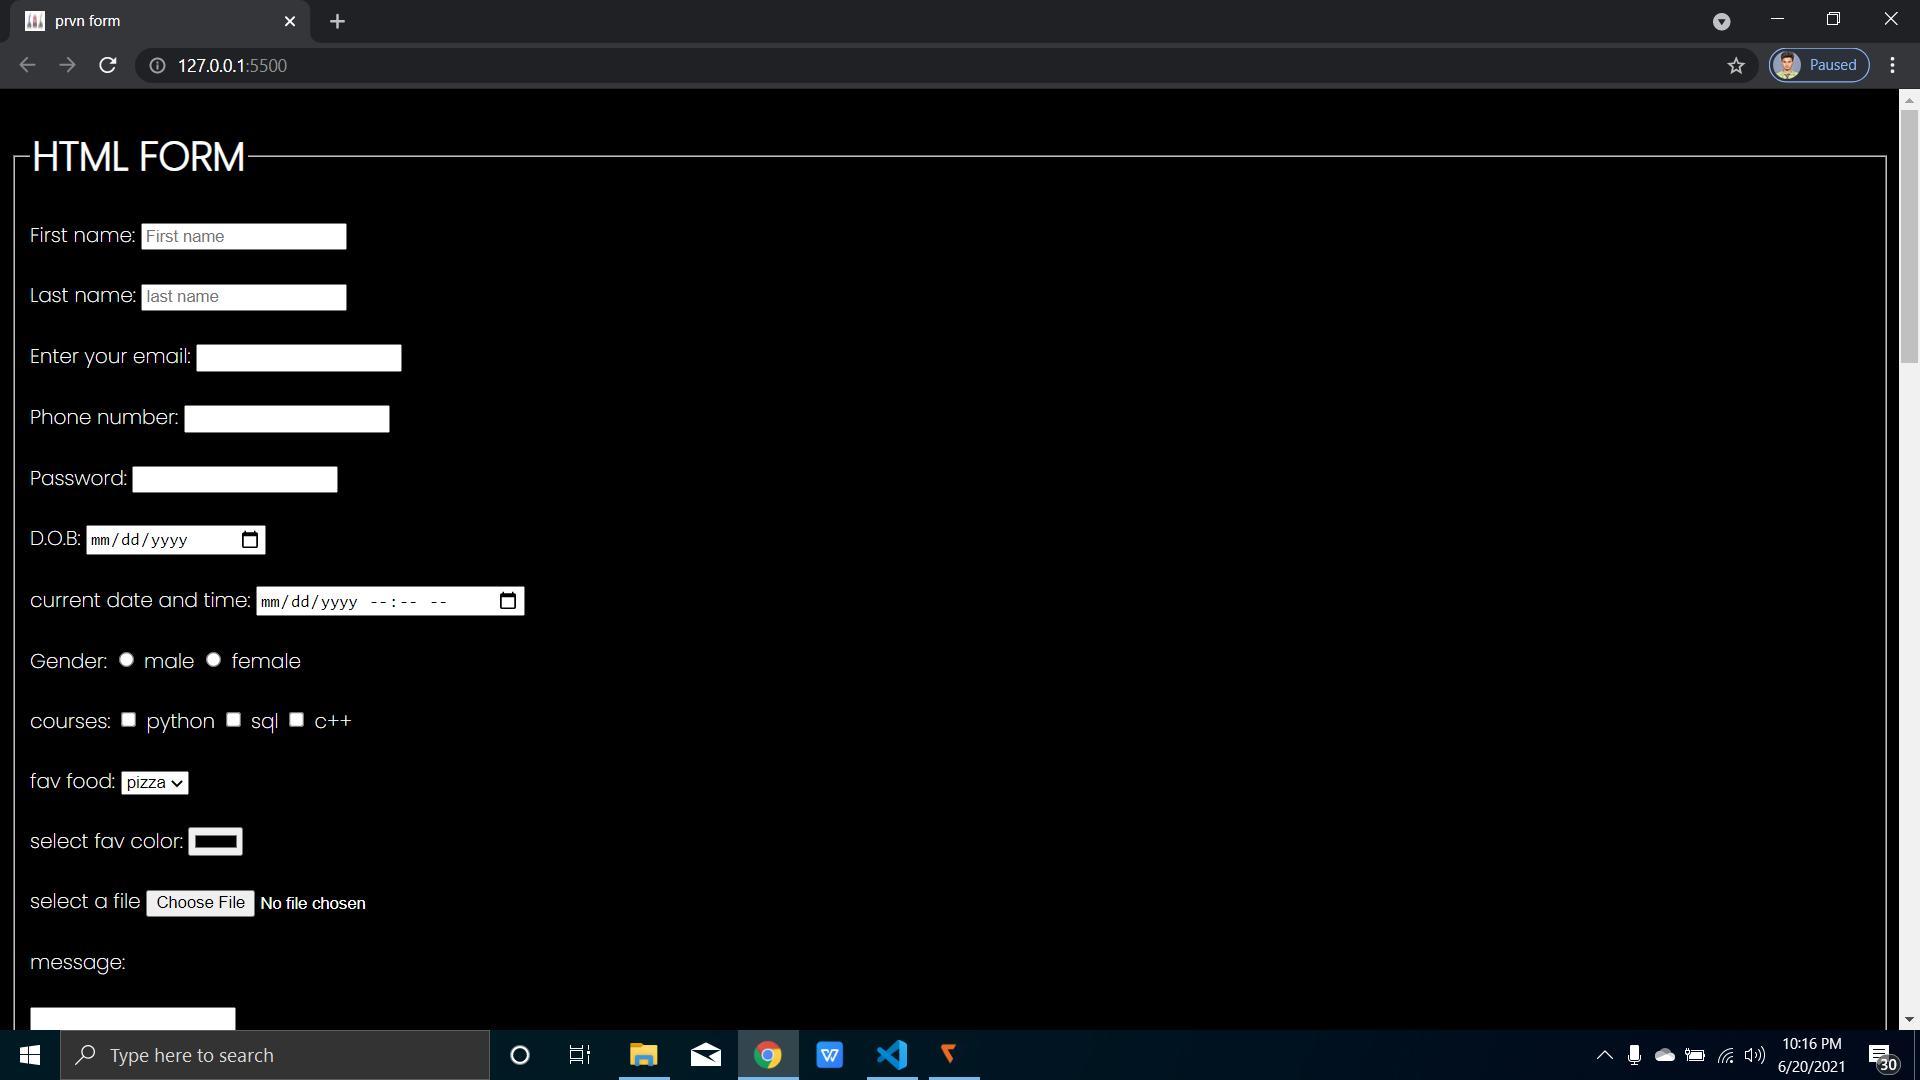 prvn form
127.0.0.1:5500
Paused
HTML FORM
First name: First name
Last name: last name
Enter your email:
Phone number:
Password:
D.O.B: mm/dd/yyyy
current date and time: mm/dd/yyyy --:-- --
Gender: male female
courses: python sql c++
fav food: pizza
select fav color:
select a file Choose File No file chosen
message:
Type here to search
W
10:16 PM
6/20/2021
30